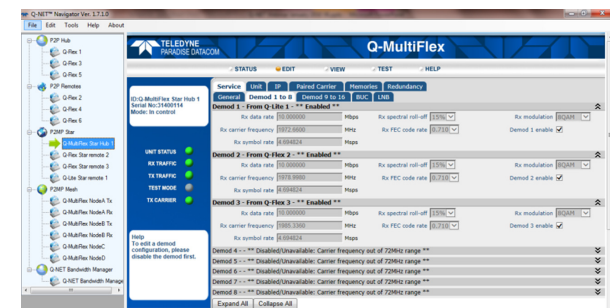 Q-NET™ Navigator Ver. 1.7.1.0
File Edit Tools Help About
P2P Hub
Q-Flex 1
Q-Flex 3
Q-Flex 5
P2P Remotes
Q-Flex 2
Q-Flex 4
Q-Flex 6
P2MP Star
Q-MultiFlex Star Hub 1
Q-Flex Star remote 2
Q-Flex Star remote 3
Q-Lite Star remote 1
P2MP Mesh
Q-MultiFlex NodeA Tx
Q-MultiFlex NodeA Rx
Q-MultiFlex NodeB Tx
Q-MultiFlex NodeB Rx
Q-MultiFlex NodeC
Q-MultiFlex NodeD
Q-NET Bandwidth Manager
Q-NET Bandwidth Manage
TELEDYNE
PARADISE DATACOM
Q-MultiFlex
STATUS EDIT VIEW TEST HELP
ID:Q-MultiFlex Star Hub 1
Serial No:31400114
Mode: In control
UNIT STATUS
RX TRAFFIC
TX TRAFFIC
TEST MODE
TX CARRIER
Help
To edit a demod
configuration, please
disable the demod first.
Service Unit IP Paired Carrier Memories Redundancy
General Demod 1 to 8 Demod 9 to 16 BUC LNB
Demod 1 - From Q-Lite 1 - ** Enabled **
Rx data rate 10.000000 Mbps Rx spectral roll-off 15% Rx modulation 8QAM
Rx carrier frequency 1972.6600 MHz Rx FEC code rate 0.710 Demod 1 enable
Rx symbol rate 4.694824 Msps
Demod 2 - From Q-Flex 2 - ** Enabled **
Rx data rate 10.000000 Mbps Rx spectral roll-off 15% Rx modulation 8QAM
Rx carrier frequency 1978.9980 MHz Rx FEC code rate 0.710 Demod 2 enable
Rx symbol rate 4.694824 Msps
Demod 3 - From Q-Flex 3 - ** Enabled **
Rx data rate 10.000000 Mbps Rx spectral roll-off 15% Rx modulation 8QAM
Rx carrier frequency 1985.3360 MHz Rx FEC code rate 0.710 Demod 3 enable
Rx symbol rate 4.694824 Msps
Demod 4 - - ** Disabled/Unavailable: Carrier frequency out of 72MHz range **
Demod 5 - - ** Disabled/Unavailable: Carrier frequency out of 72MHz range **
Demod 6 - - ** Disabled/Unavailable: Carrier frequency out of 72MHz range **
Demod 7 - - ** Disabled/Unavailable: Carrier frequency out of 72MHz range **
Demod 8 - - ** Disabled/Unavailable: Carrier frequency out of 72MHz range **
Expand All Collapse All